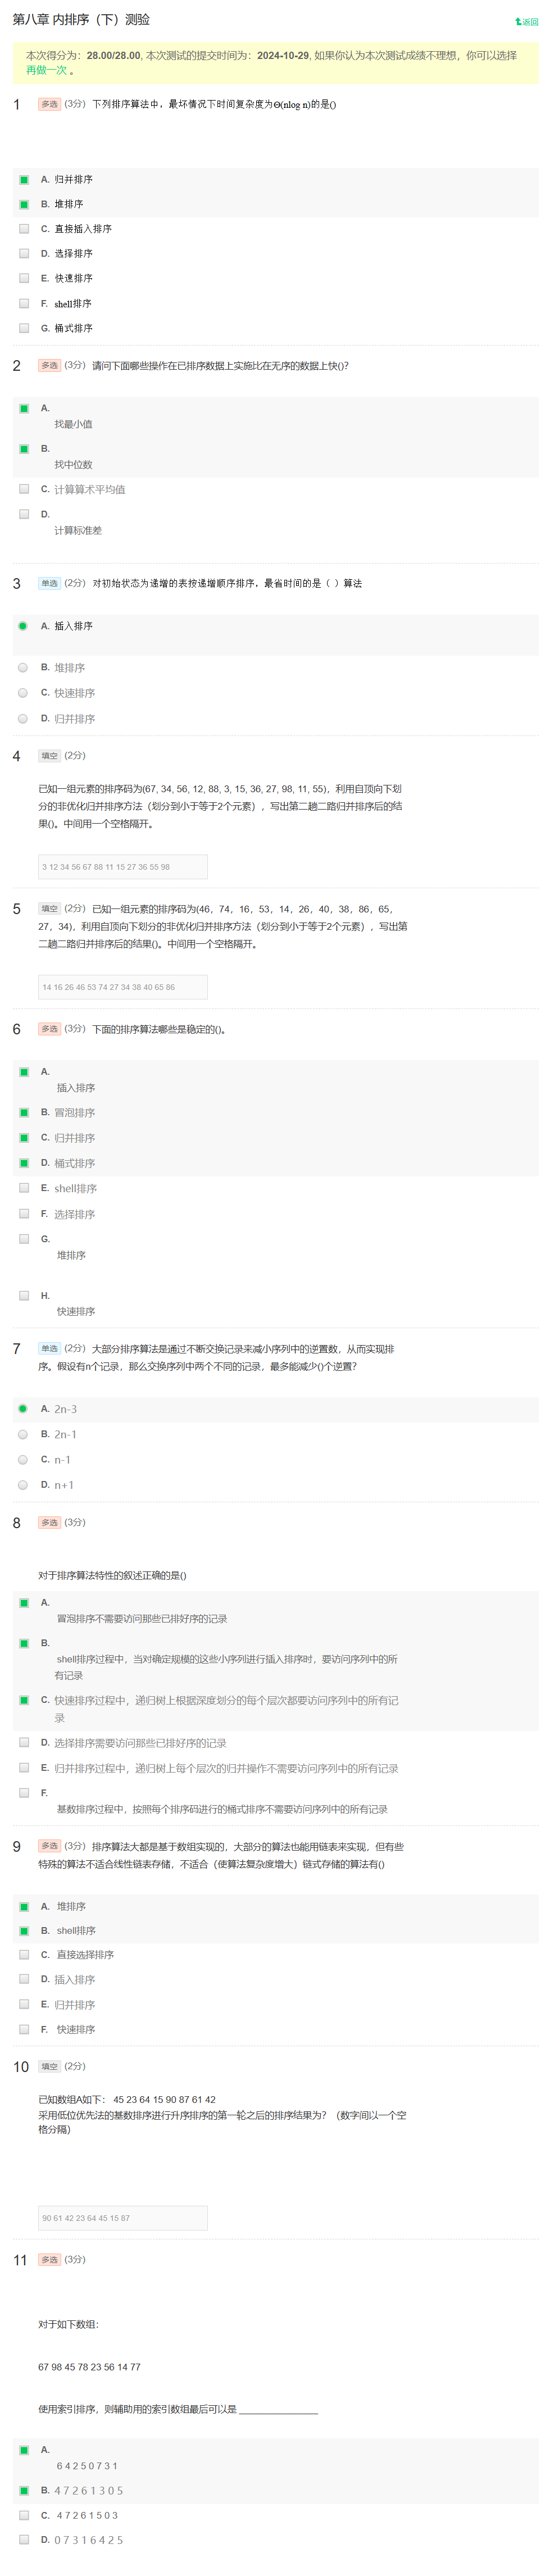 第八章 内排序（下）测验
返回
本次得分为：28.00/28.00, 本次测试的提交时间为：2024-10-29, 如果你认为本次测试成绩不理想，你可以选择
再做一次 。
1 多选 (3分) 下列排序算法中，最坏情况下时间复杂度为Θ(nlog n)的是()
A. 归并排序
B. 堆排序
C. 直接插入排序
D. 选择排序
E. 快速排序
F. shell排序
G. 桶式排序
2 多选 (3分) 请问下面哪些操作在已排序数据上实施比在无序的数据上快()?
A.
找最小值
B.
找中位数
C. 计算算术平均值
D.
计算标准差
3 单选 (2分) 对初始状态为递增的表按递增顺序排序，最省时间的是（ ）算法
A. 插入排序
B. 堆排序
C. 快速排序
D. 归并排序
4 填空 (2分)
已知一组元素的排序码为(67, 34, 56, 12, 88, 3, 15, 36, 27, 98, 11, 55)，利用自顶向下划
分的非优化归并排序方法（划分到小于等于2个元素），写出第二趟二路归并排序后的结
果()。中间用一个空格隔开。
3 12 34 56 67 88 11 15 27 36 55 98
5 填空 (2分) 已知一组元素的排序码为(46，74，16，53，14，26，40，38，86，65，
27，34)，利用自顶向下划分的非优化归并排序方法（划分到小于等于2个元素），写出第
二趟二路归并排序后的结果()。中间用一个空格隔开。
14 16 26 46 53 74 27 34 38 40 65 86
6 多选 (3分) 下面的排序算法哪些是稳定的()。
A.
插入排序
B. 冒泡排序
C. 归并排序
D. 桶式排序
E. shell排序
F. 选择排序
G.
堆排序
H.
快速排序
7 单选 (2分) 大部分排序算法是通过不断交换记录来减小序列中的逆置数，从而实现排
序。假设有n个记录，那么交换序列中两个不同的记录，最多能减少()个逆置?
A. 2n-3
B. 2n-1
C. n-1
D. n+1
8 多选 (3分)
对于排序算法特性的叙述正确的是()
A.
冒泡排序不需要访问那些已排好序的记录
B.
shell排序过程中，当对确定规模的这些小序列进行插入排序时，要访问序列中的所
有记录
C. 快速排序过程中，递归树上根据深度划分的每个层次都要访问序列中的所有记
录
D. 选择排序需要访问那些已排好序的记录
E. 归并排序过程中，递归树上每个层次的归并操作不需要访问序列中的所有记录
F.
基数排序过程中，按照每个排序码进行的桶式排序不需要访问序列中的所有记录
9 多选 (3分) 排序算法大都是基于数组实现的，大部分的算法也能用链表来实现，但有些
特殊的算法不适合线性链表存储，不适合（使算法复杂度增大）链式存储的算法有()
A. 堆排序
B. shell排序
C. 直接选择排序
D. 插入排序
E. 归并排序
F. 快速排序
10 填空 (2分)
已知数组A如下： 45 23 64 15 90 87 61 42
采用低位优先法的基数排序进行升序排序的第一轮之后的排序结果为？（数字间以一个空
格分隔）
90 61 42 23 64 45 15 87
11 多选 (3分)
对于如下数组：
67 98 45 78 23 56 14 77
使用索引排序，则辅助用的索引数组最后可以是 ________________
A.
6 4 2 5 0 7 3 1
B. 4 7 2 6 1 3 0 5
C. 4 7 2 6 1 5 0 3
D. 0 7 3 1 6 4 2 5